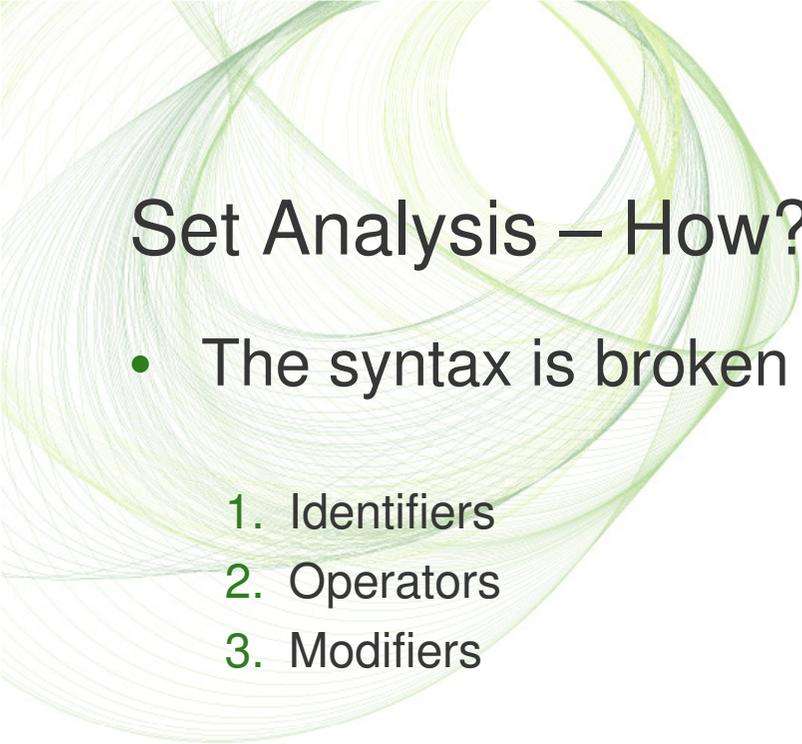 Set Analysis – How?
• The syntax is broken
1. Identifiers
2. Operators
3. Modifiers